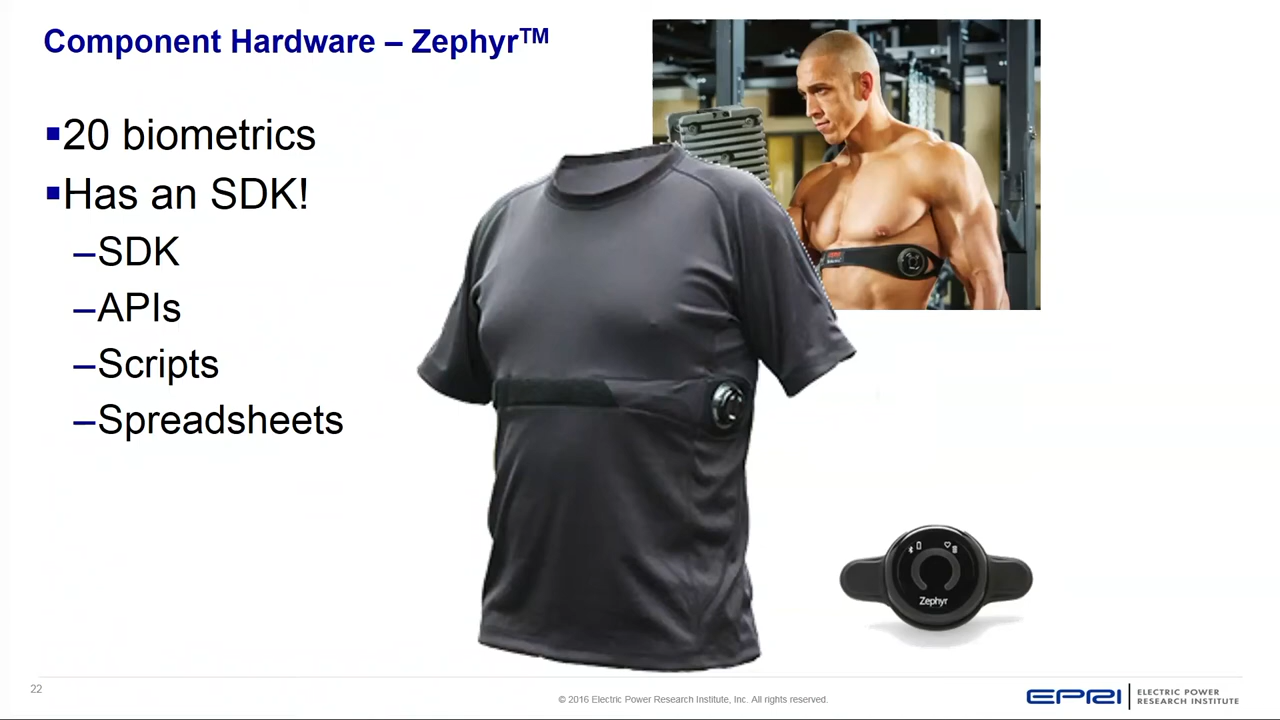 Component Hardware – Zephyr™
▪20 biometrics
▪Has an SDK!
–SDK
–APIs
–Scripts
–Spreadsheets
Zephyr
22
© 2016 Electric Power Research Institute, Inc. All rights reserved.
EPRI
ELECTRIC POWER
RESEARCH INSTITUTE